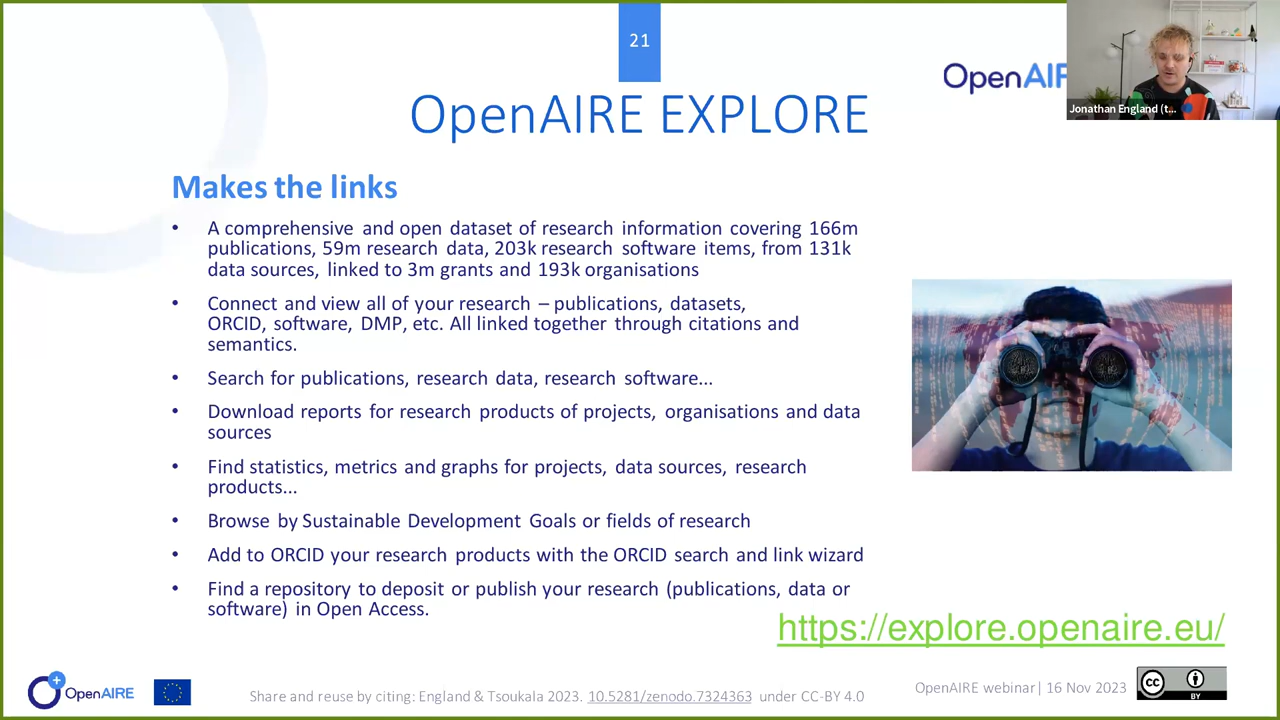 21
OpenAIRE EXPLORE
OpenAIR
Jonathan England (t...
Makes the links
• A comprehensive and open dataset of research information covering 166m
publications, 59m research data, 203k research software items, from 131k
data sources, linked to 3m grants and 193k organisations
• Connect and view all of your research – publications, datasets,
ORCID, software, DMP, etc. All linked together through citations and
semantics.
• Search for publications, research data, research software...
• Download reports for research products of projects, organisations and data
sources
• Find statistics, metrics and graphs for projects, data sources, research
products...
• Browse by Sustainable Development Goals or fields of research
• Add to ORCID your research products with the ORCID search and link wizard
• Find a repository to deposit or publish your research (publications, data or
software) in Open Access.
https://explore.openaire.eu/
OpenAIRE
Share and reuse by citing: England & Tsoukala 2023. 10.5281/zenodo.7324363 under CC-BY 4.0
OpenAIRE webinar| 16 Nov 2023
cc
BY